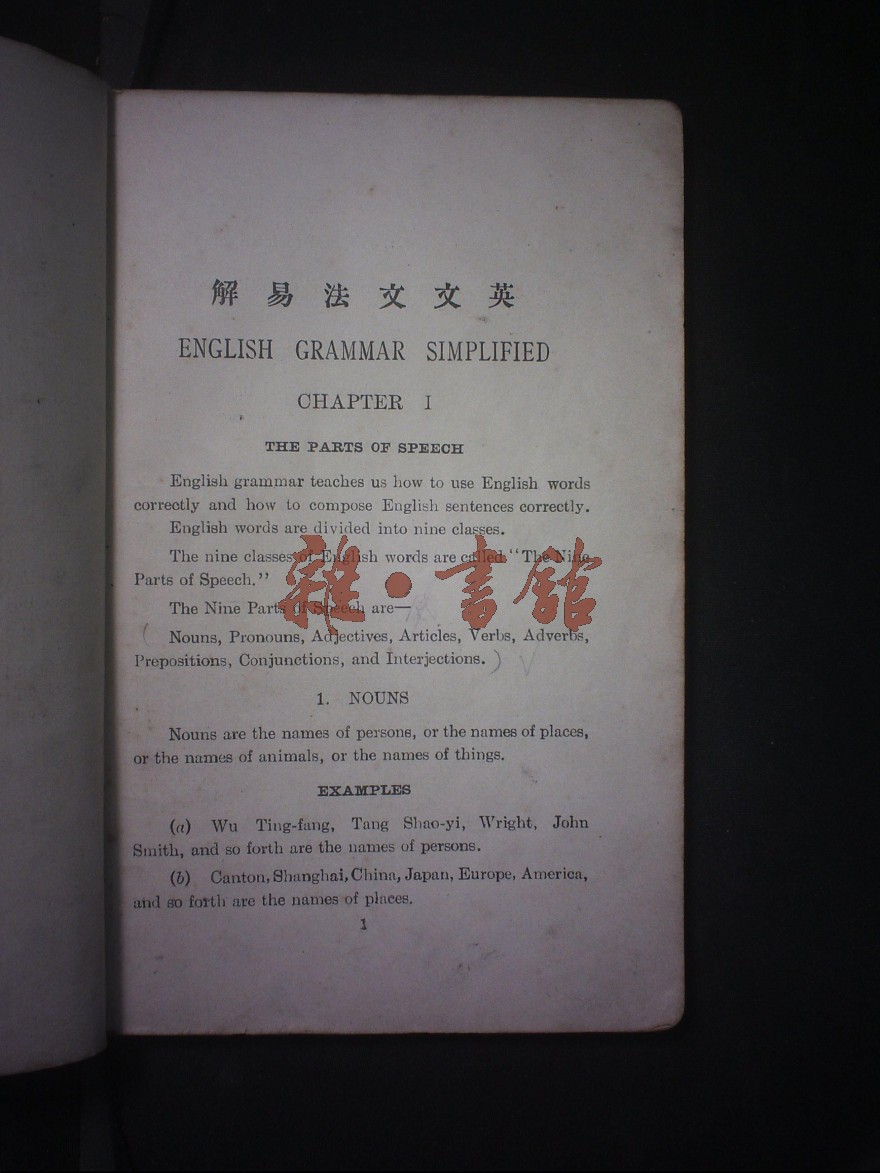 英文文法易解
ENGLISH GRAMMAR SIMPLIFIED
CHAPTER I
THE PARTS OF SPEECH
English grammar teaches us how to use English words
correctly and how to compose English sentences correctly.
English words are divided into nine classes.
The nine classes of English words are called "The Nine
Parts of Speech."
The Nine Parts of Speech are—
( Nouns, Pronouns, Adjectives, Articles, Verbs, Adverbs,
Prepositions, Conjunctions, and Interjections. ) √
雜·書館
1. NOUNS
Nouns are the names of persons, or the names of places,
or the names of animals, or the names of things.
EXAMPLES
(a) Wu Ting-fang, Tang Shao-yi, Wright, John
Smith, and so forth are the names of persons.
(b) Canton, Shanghai, China, Japan, Europe, America,
and so forth are the names of places.
1